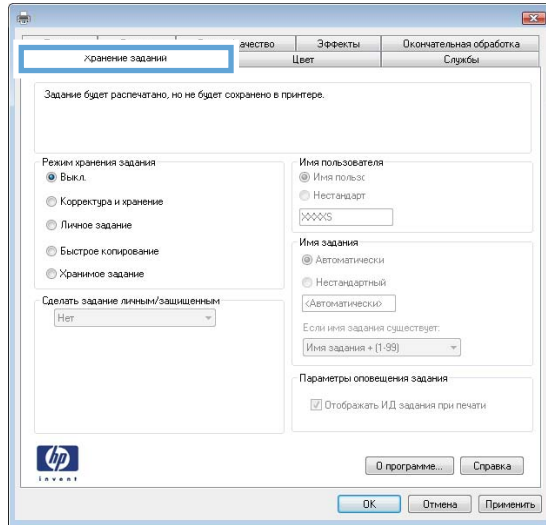 ачество
Эффекты
Окончательная обработка
Хранение заданий
Цвет
Службы
Задание будет распечатано, но не будет сохранено в принтере.
Режим хранения задания
Выкл.
Корректура и хранение
Личное задание
Быстрое копирование
Хранимое задание
Сделать задание личным/защищенным
Нет
Имя пользователя
Имя пользс
Нестандарт
XXXXS
Имя задания
Автоматически
Нестандартный
<Автоматически>
Если имя задания существует:
Имя задания + (1-99)
Параметры оповещения задания
Отображать ИД задания при печати
hp
invent
О программе...
Справка
OK
Отмена
Применить